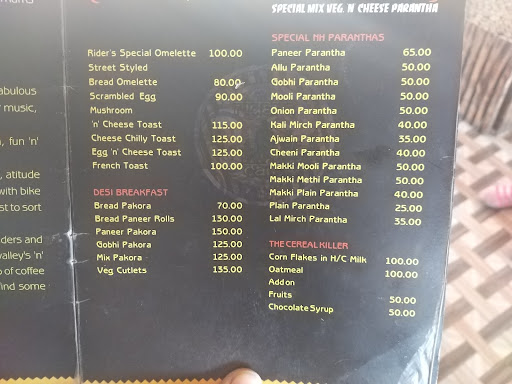 abulous
music,
, fun 'n'
, atitude
with bike
st to sort
ders and
valley's 'n'
o of coffee
find some
Rider's Special Omelette 100.00
Street Styled
Bread Omelette 80.00
Scrambled Egg 90.00
Mushroom
'n' Cheese Toast 115.00
Cheese Chilly Toast 125.00
Egg 'n' Cheese Toast 125.00
French Toast 100.00
DESI BREAKFAST
Bread Pakora 70.00
Bread Paneer Rolls 130.00
Paneer Pakora 150.00
Gobhi Pakora 125.00
Mix Pakora 125.00
Veg Cutlets 135.00
SPECIAL MIX VEG. N CHEESE PARANTHA
SPECIAL NH PARANTHAS
Paneer Parantha 65.00
Allu Parantha 50.00
Gobhi Parantha 50.00
Mooli Parantha 50.00
Onion Parantha 50.00
Kali Mirch Parantha 40.00
Ajwain Parantha 35.00
Cheeni Parantha 40.00
Makki Mooli Parantha 50.00
Makki Methi Parantha 50.00
Makki Plain Parantha 40.00
Plain Parantha 25.00
Lal Mirch Parantha 35.00
THE CEREAL KILLER
Corn Flakes in H/C Milk 100.00
Oatmeal 100.00
Add on
Fruits 50.00
Chocolate Syrup 50.00